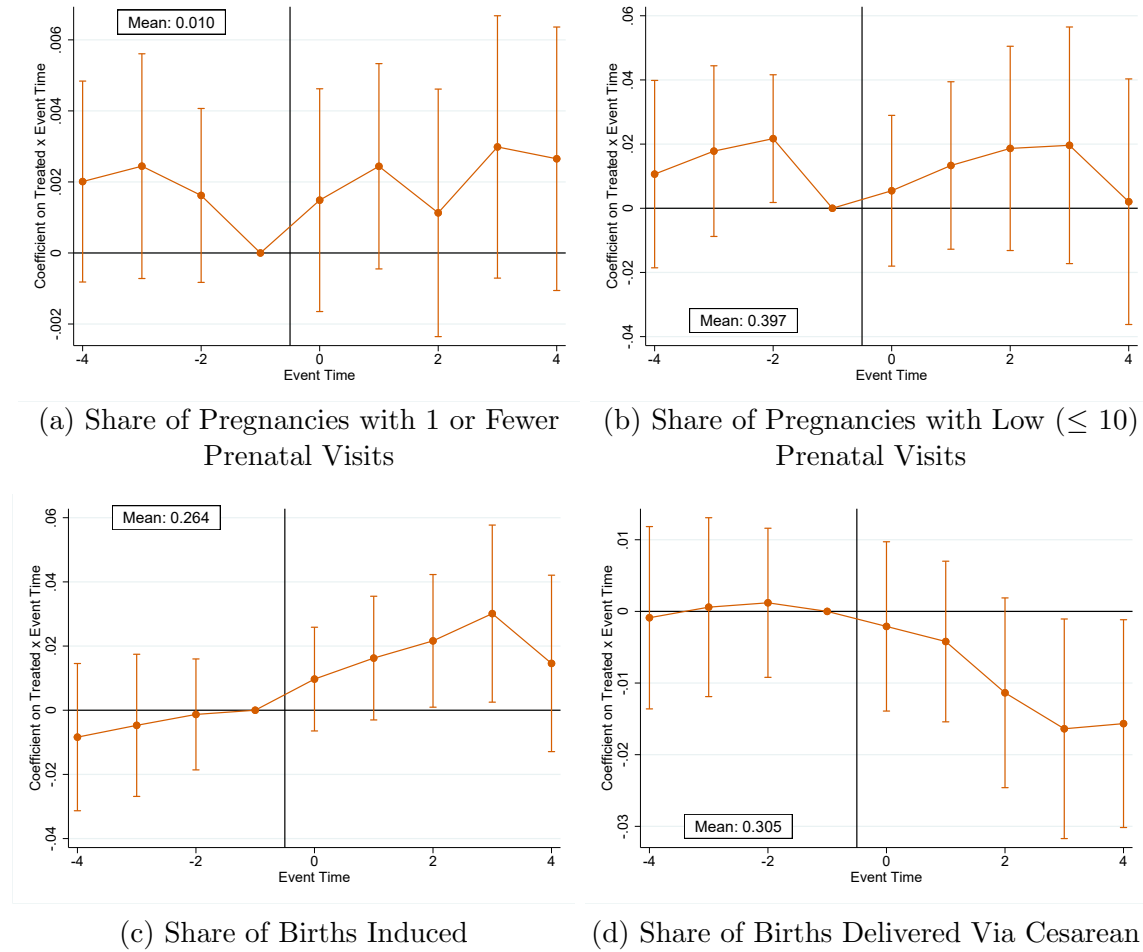 Mean: 0.010
Coefficient on Treated x Event Time
.006
.004
.002
0
-.002
-4
-2
0
2
4
Event Time
(a) Share of Pregnancies with 1 or Fewer
Prenatal Visits
Mean: 0.397
Coefficient on Treated x Event Time
.06
.04
.02
0
-.02
-.04
-4
-2
0
2
4
Event Time
(b) Share of Pregnancies with Low (≤ 10)
Prenatal Visits
Mean: 0.264
Coefficient on Treated x Event Time
.06
.04
.02
0
-.02
-.04
-4
-2
0
2
4
Event Time
(c) Share of Births Induced
Mean: 0.305
Coefficient on Treated x Event Time
.01
0
-.01
-.02
-.03
-4
-2
0
2
4
Event Time
(d) Share of Births Delivered Via Cesarean